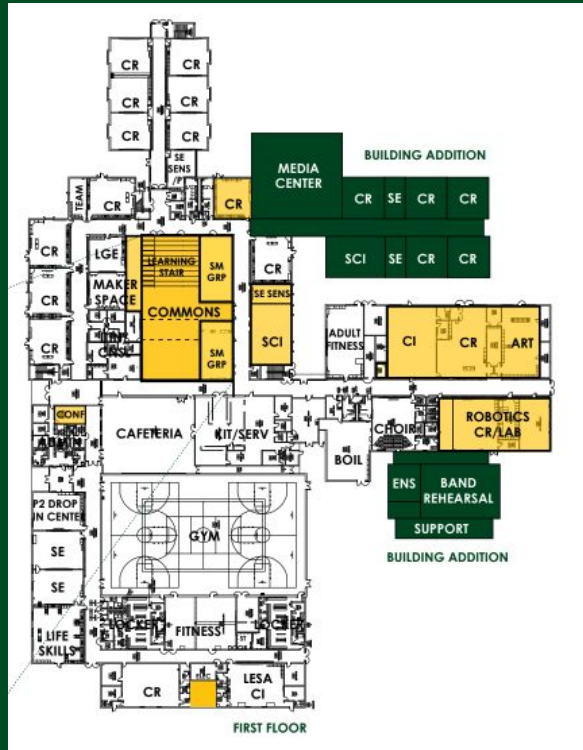 CR CR
CR CR
CR CR
SE
SENS
MEDIA
CENTER
BUILDING ADDITION
TEAM
CR
CR
CR SE CR CR
CR
LGE
LEARNING
STAIR
SM
GRP
CR
SCI SE CR CR
MAKER
SPACE
COMMONS
SE SENS
CR
CR
SM
GRP
SCI
ADULT
FITNESS
CI
CR
ART
CONF
ADMIN
CAFETERIA
KIT/SERV
CHOIR
ROBOTICS
CR/LAB
BOIL
ENS
BAND
REHEARSAL
SUPPORT
BUILDING ADDITION
P2 DROP
IN CENTER
SE
SE
GYM
LIFE
SKILLS
LOCKER
FITNESS
LOCKER
CR
LESA
CI
FIRST FLOOR